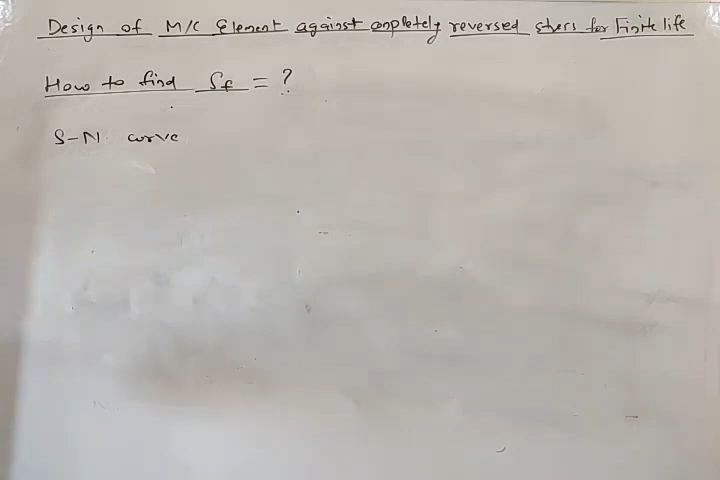 Design of M/C Element against completely reversed stress for Finite life
How to find Sf = ?
S-N curve